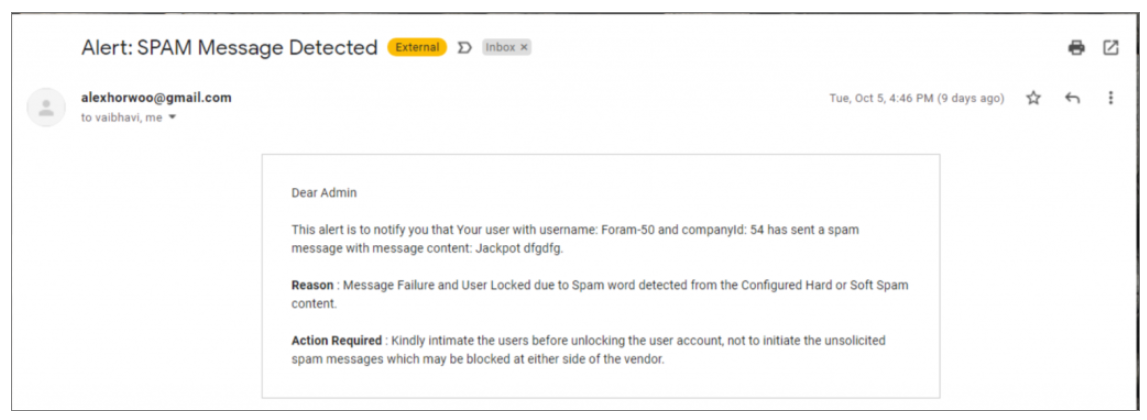 Alert: SPAM Message Detected External Inbox ×
alexhorwoo@gmail.com
Tue, Oct 5, 4:46 PM (9 days ago)
to vaibhavi, me
Dear Admin
This alert is to notify you that Your user with username: Foram-50 and companyId: 54 has sent a spam
message with message content: Jackpot dfgdfg.
Reason : Message Failure and User Locked due to Spam word detected from the Configured Hard or Soft Spam
content.
Action Required : Kindly intimate the users before unlocking the user account, not to initiate the unsolicited
spam messages which may be blocked at either side of the vendor.